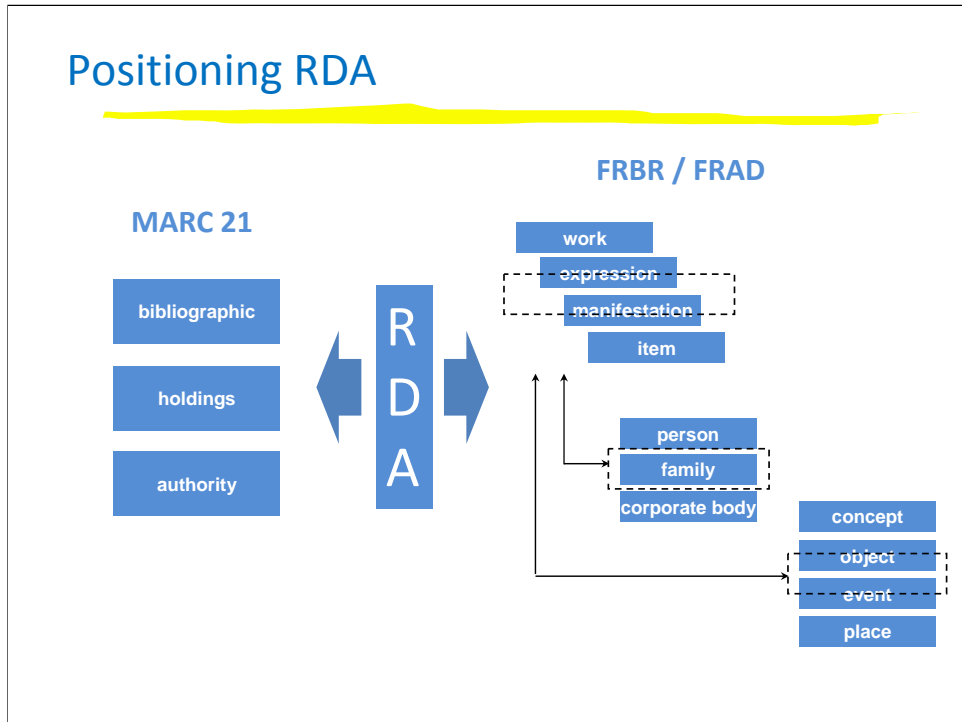 Positioning RDA
MARC 21
bibliographic
holdings
authority
R
D
A
FRBR / FRAD
work
expression
manifestation
item
person
family
corporate body
concept
object
event
place